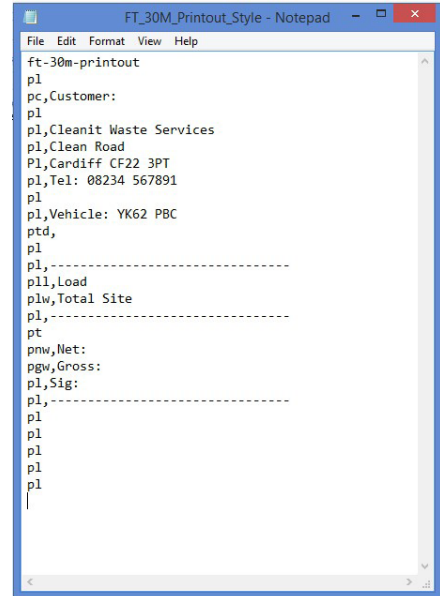 FT_30M_Printout_Style - Notepad
File Edit Format View Help
ft-30m-printout
pl
pc,Customer:
pl
pl,Cleanit Waste Services
pl,Clean Road
Pl,Cardiff CF22 3PT
pl,Tel: 08234 567891
pl
pl,Vehicle: YK62 PBC
ptd,
pl
pl,--------------------------------
pll,Load
plw,Total Site
pl,--------------------------------
pt
pnw,Net:
pgw,Gross:
pl,Sig:
pl,--------------------------------
pl
pl
pl
pl
pl